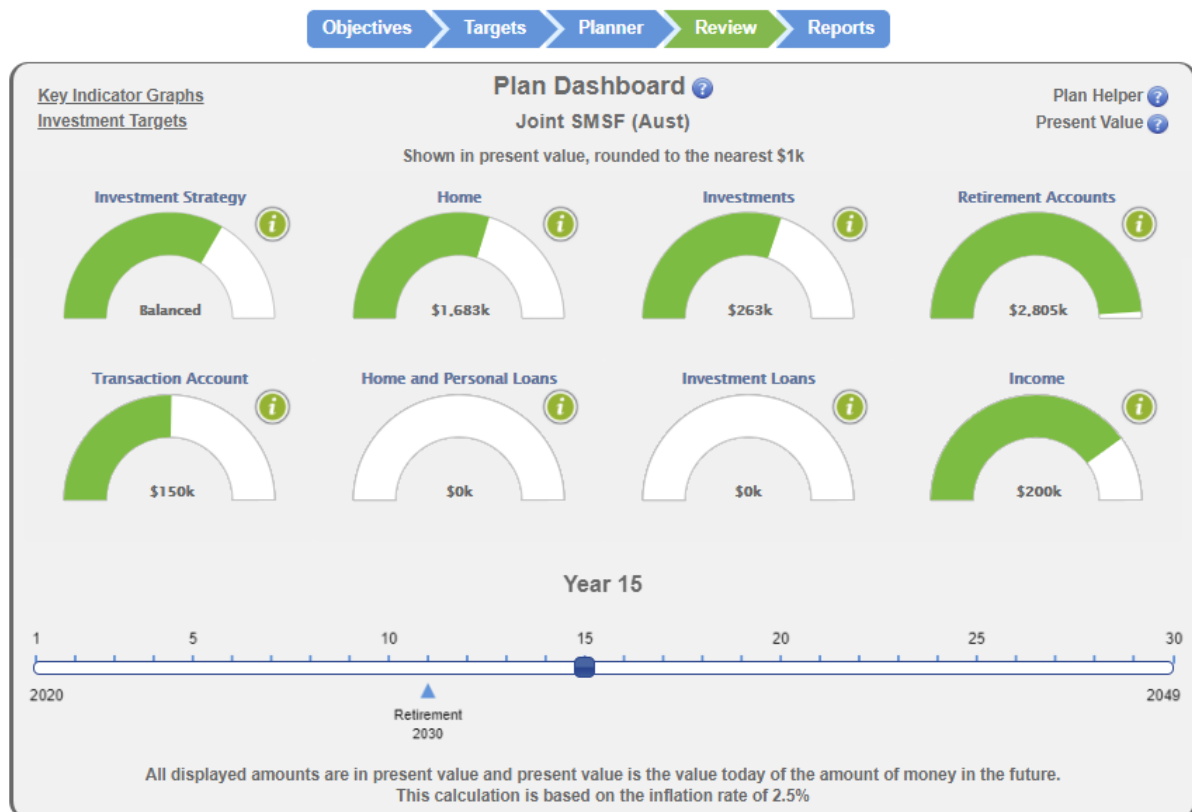 Objectives
Targets
Planner
Review
Reports
Key Indicator Graphs
Investment Targets
Plan Dashboard ?
Joint SMSF (Aust)
Shown in present value, rounded to the nearest $1k
Plan Helper ?
Present Value ?
Investment Strategy
i
Balanced
Home
i
$1,683k
Investments
i
$263k
Retirement Accounts
i
$2,805k
Transaction Account
i
$150k
Home and Personal Loans
i
$0k
Investment Loans
i
$0k
Income
i
$200k
Year 15
1 5 10 15 20 25 30
2020 2049
Retirement
2030
All displayed amounts are in present value and present value is the value today of the amount of money in the future.
This calculation is based on the inflation rate of 2.5%